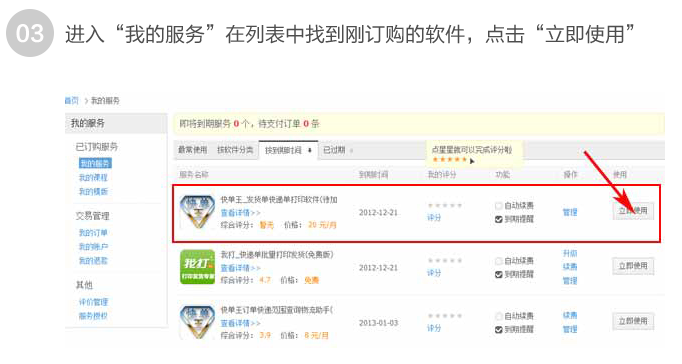 03 进入“我的服务”在列表中找到刚订购的软件，点击“立即使用”
首页 > 我的服务
我的服务
即将到期服务 0 个，待支付订单 0 条
已订购服务
最常使用 按软件分类 按到期时间 已过期
点星星就可以完成评分啦
我的服务
我的课程
我的模版
服务名称 到期时间 我的评分 功能 操作 使用
快单王_发货单快递单打印软件(待加
查看详情>>
综合评分： 暂无 价格： 20 元/月
2012-12-21
评分
自动续费
到期提醒
管理
立即使用
交易管理
我的订单
我的账户
我的退款
我打
打印发货专家
我打_快递单批量打印发货(免费版)
查看详情>>
综合评分： 4.7 价格： 免费
2012-12-21
评分
自动续费
到期提醒
升级
续费
管理
立即使用
其他
评价管理
服务授权
快单王订单快递范围查询物流助手(
查看详情>>
综合评分： 3.9 价格： 6 元/月
2013-01-03
评分
自动续费
到期提醒
续费
管理
立即使用